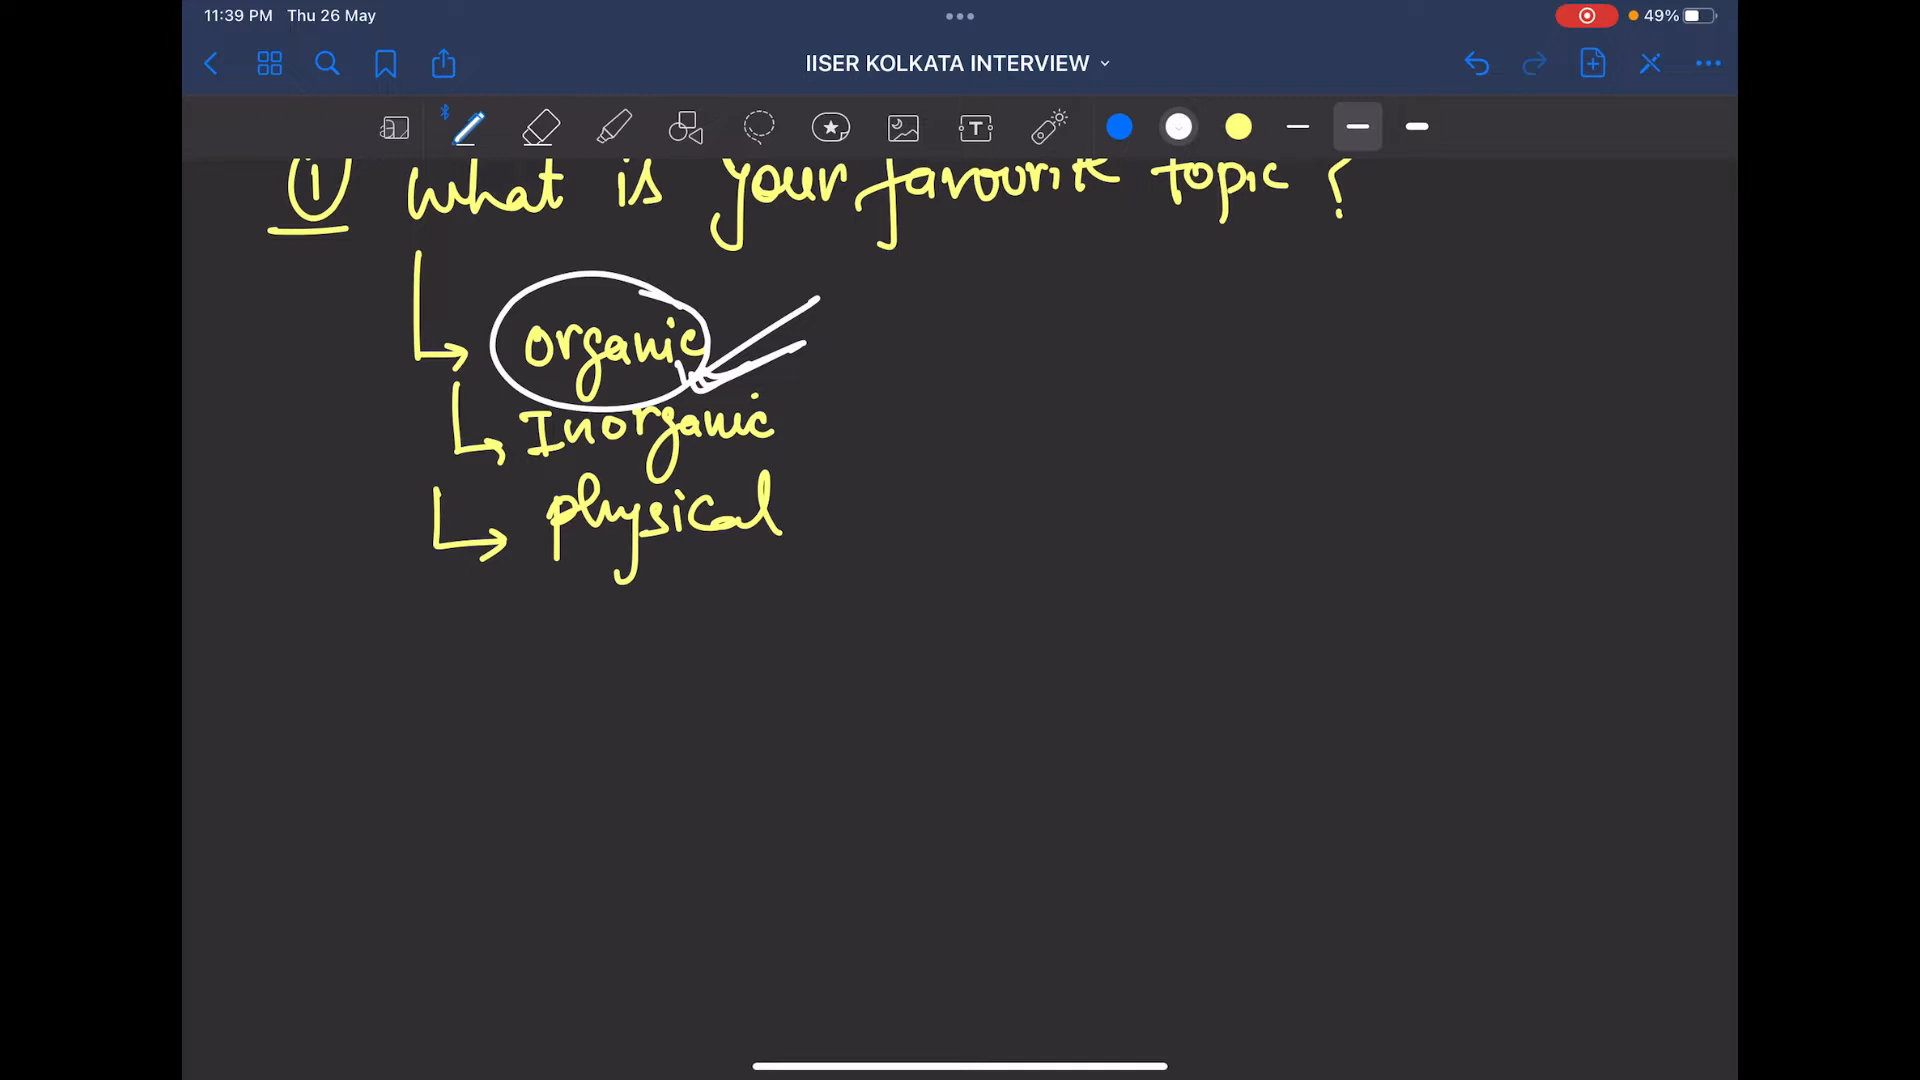 11:39 PM Thu 26 May
49%
IISER KOLKATA INTERVIEW
① What is your favourite topic ?
organic
Inorganic
physical